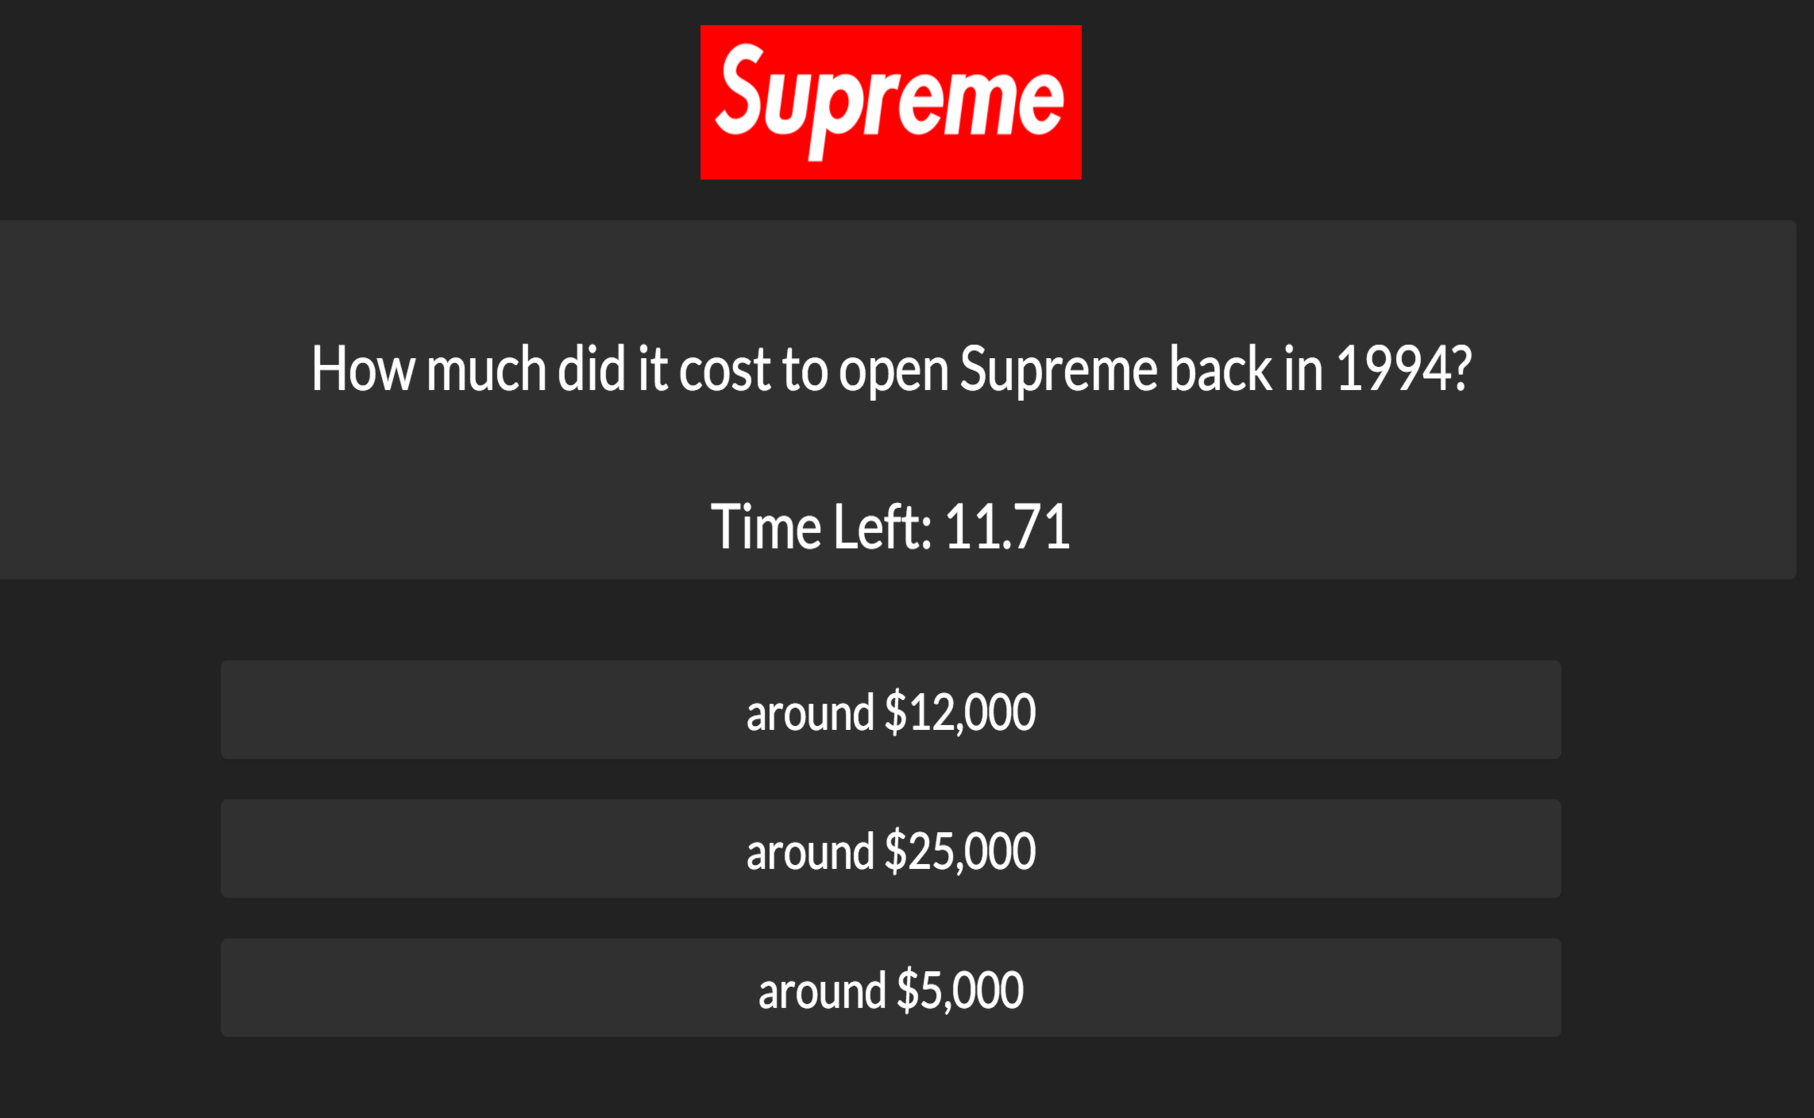 Supreme
How much did it cost to open Supreme back in 1994?
Time Left: 11.71
around $12,000
around $25,000
around $5,000